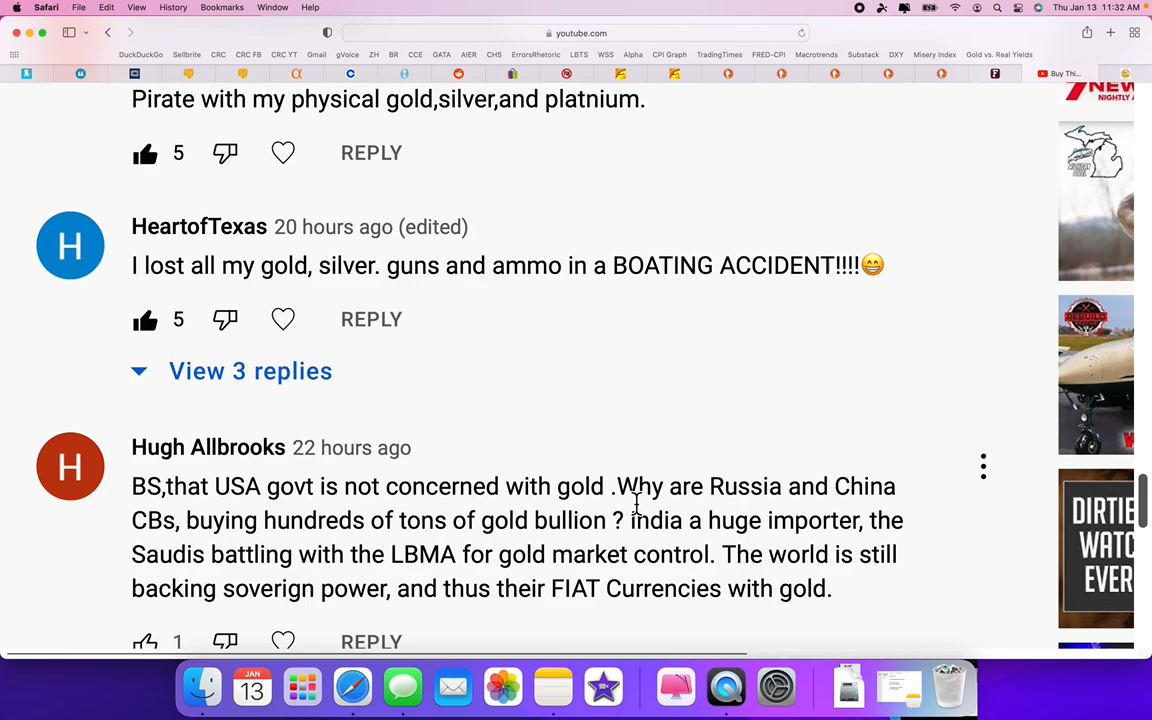 Safari File Edit View History Bookmarks Window Help Thu Jan 13 11:32 AM
youtube.com
DuckDuckGo Sellbrite CRC CRC FB CRC YT Gmail gVoice ZH BR CCE GATA AIER CHS ErrorsRhetoric LBTS WSS Alpha CPI Graph TradingTimes FRED-CPI Macrotrends Substack DXY Misery Index Gold vs. Real Yields
Buy Thi...
Pirate with my physical gold,silver,and platnium.
5 REPLY
H
HeartofTexas 20 hours ago (edited)
I lost all my gold, silver. guns and ammo in a BOATING ACCIDENT!!!!😁
5 REPLY
View 3 replies
H
Hugh Allbrooks 22 hours ago
BS,that USA govt is not concerned with gold .Why are Russia and China
CBs, buying hundreds of tons of gold bullion ? india a huge importer, the
Saudis battling with the LBMA for gold market control. The world is still
backing soverign power, and thus their FIAT Currencies with gold.
1 REPLY
7 NEW
NIGHTLY
REBUILD
DIRTIE
WATC
EVER
JAN
13